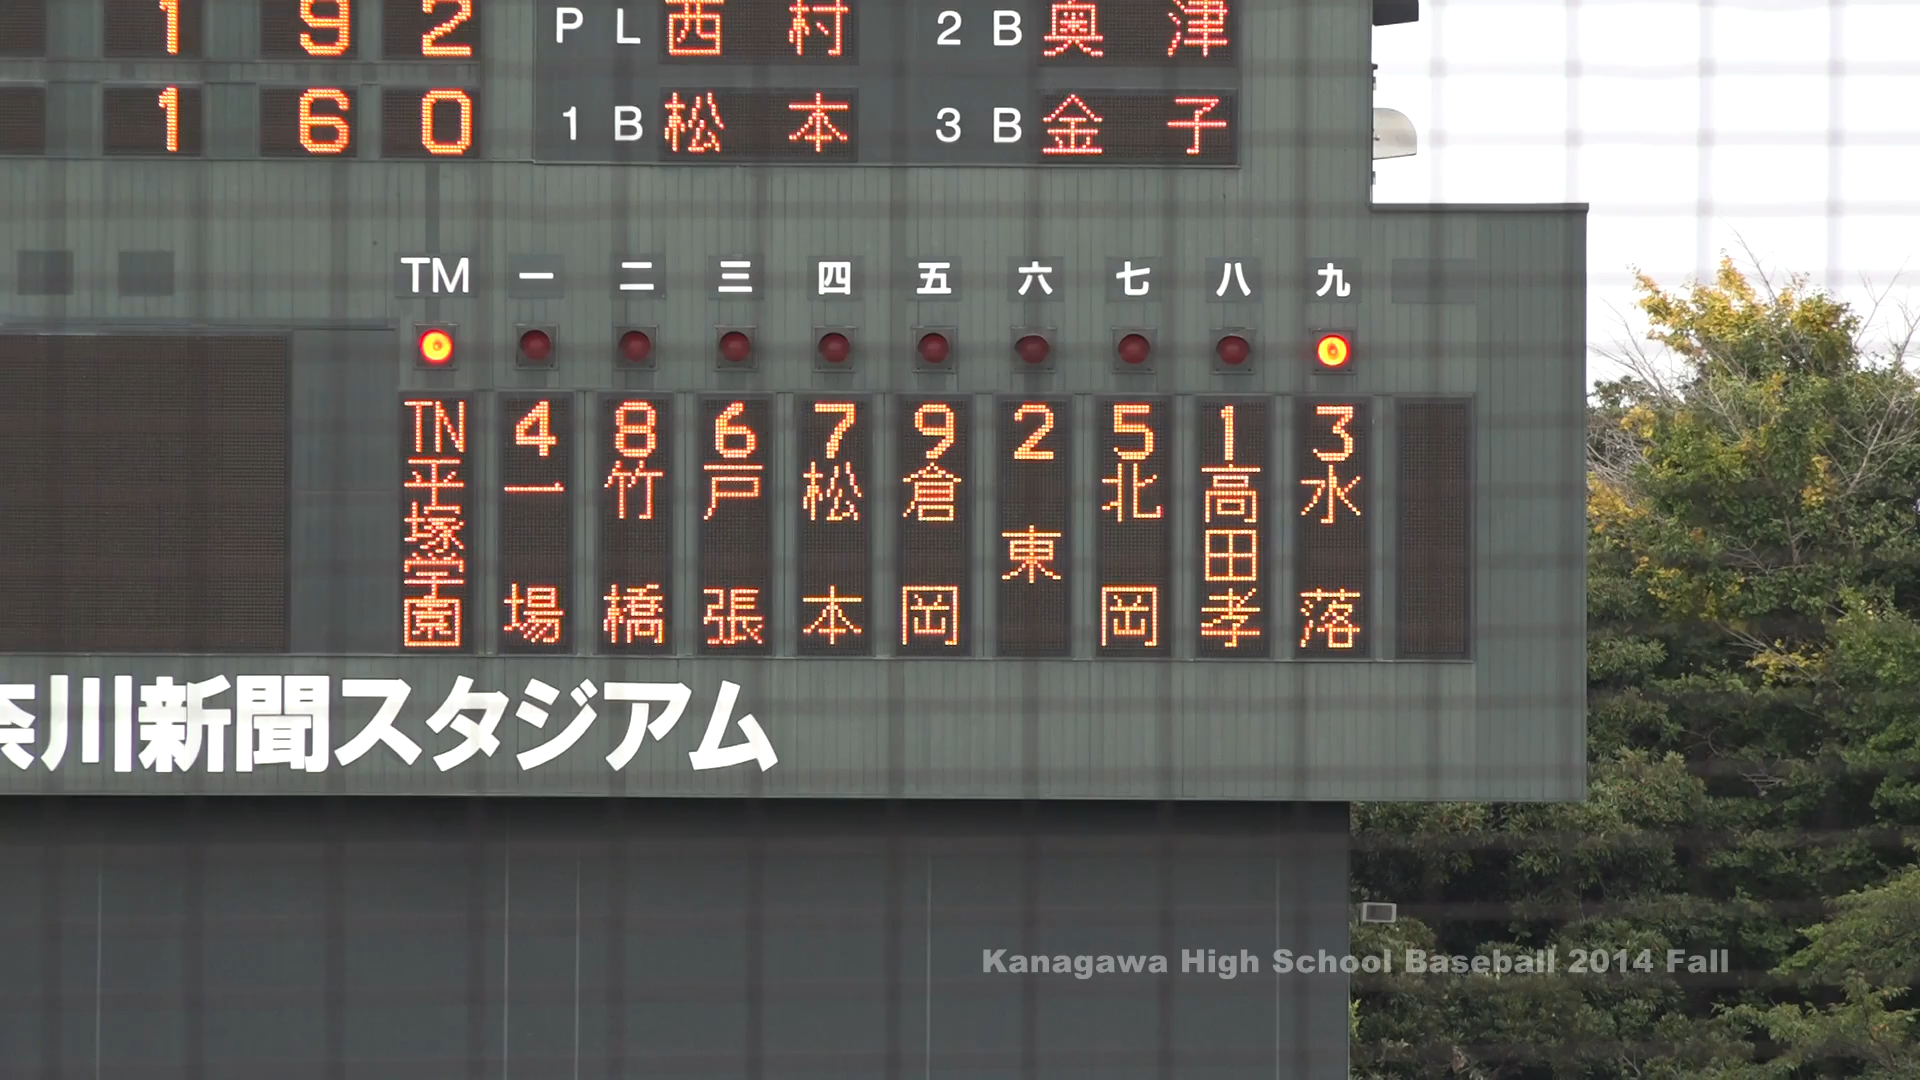 1 9 2 PL 西村 2B 奥津
1 6 0 1B 松本 3B 金子
TM 一 二 三 四 五 六 七 八 九
TN 4 8 6 7 9 2 5 1 3
平塚学園 一場 竹橋 戸張 松本 倉岡 東 北岡 高田孝 水落
奈川新聞スタジアム
Kanagawa High School Baseball 2014 Fall